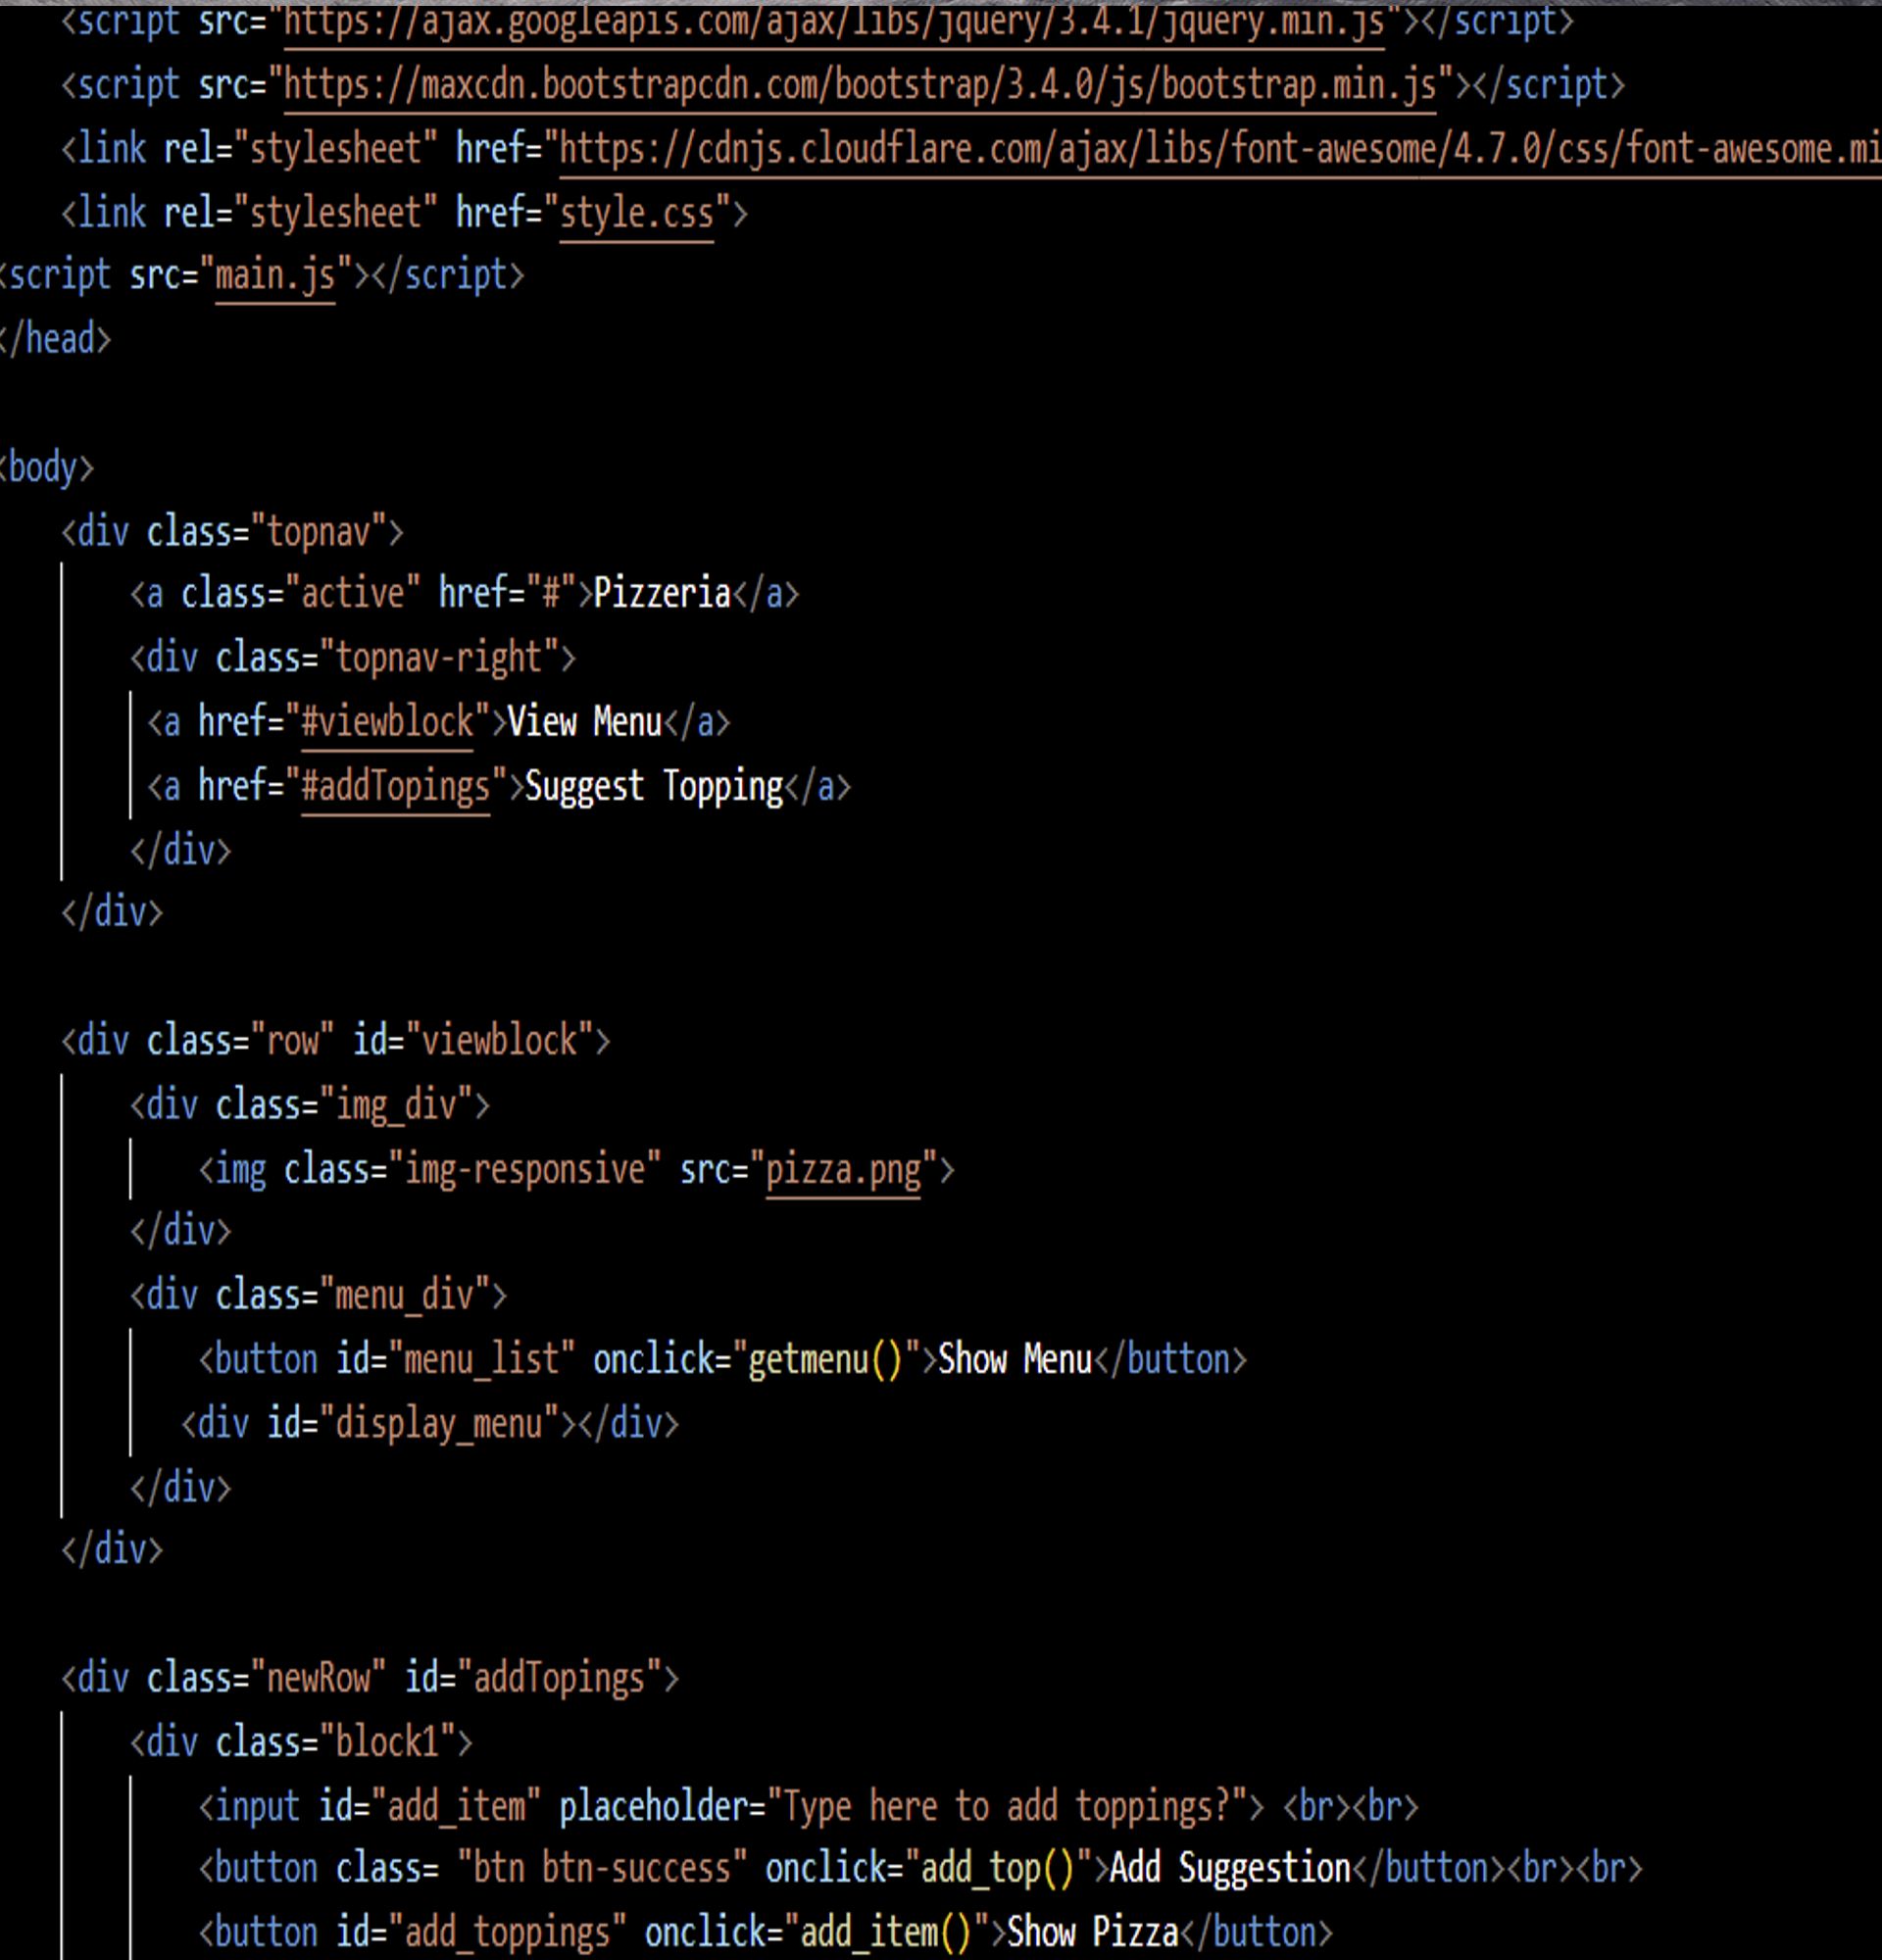 <script src="https://ajax.googleapis.com/ajax/libs/jquery/3.4.1/jquery.min.js"></script>
<script src="https://maxcdn.bootstrapcdn.com/bootstrap/3.4.0/js/bootstrap.min.js"></script>
<link rel="stylesheet" href="https://cdnjs.cloudflare.com/ajax/libs/font-awesome/4.7.0/css/font-awesome.mi
<link rel="stylesheet" href="style.css">
<script src="main.js"></script>
</head>
<body>
<div class="topnav">
<a class="active" href="#">Pizzeria</a>
<div class="topnav-right">
<a href="#viewblock">View Menu</a>
<a href="#addTopings">Suggest Topping</a>
</div>
</div>
<div class="row" id="viewblock">
<div class="img_div">
<img class="img-responsive" src="pizza.png">
</div>
<div class="menu_div">
<button id="menu_list" onclick="getmenu()">Show Menu</button>
<div id="display_menu"></div>
</div>
</div>
<div class="newRow" id="addTopings">
<div class="block1">
<input id="add_item" placeholder="Type here to add toppings?"> <br><br>
<button class= "btn btn-success" onclick="add_top()">Add Suggestion</button><br><br>
<button id="add_toppings" onclick="add_item()">Show Pizza</button>